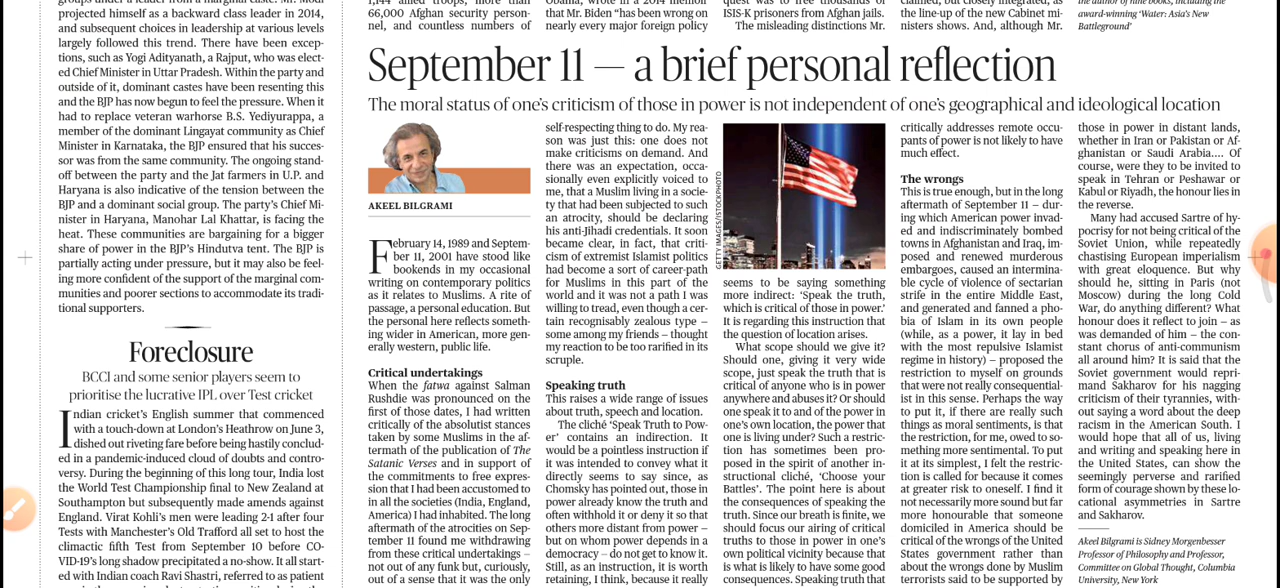 groups under a leader from a marginal caste. Mr. Modi
projected himself as a backward class leader in 2014,
and subsequent choices in leadership at various levels
largely followed this trend. There have been excep-
tions, such as Yogi Adityanath, a Rajput, who was elect-
ed Chief Minister in Uttar Pradesh. Within the party and
outside of it, dominant castes have been resenting this
and the BJP has now begun to feel the pressure. When it
had to replace veteran warhorse B.S. Yediyurappa, a
member of the dominant Lingayat community as Chief
Minister in Karnataka, the BJP ensured that his succes-
sor was from the same community. The ongoing stand-
off between the party and the Jat farmers in U.P. and
Haryana is also indicative of the tension between the
BJP and a dominant social group. The party's Chief Mi-
nister in Haryana, Manohar Lal Khattar, is facing the
heat. These communities are bargaining for a bigger
share of power in the BJP's Hindutva tent. The BJP is
partially acting under pressure, but it may also be feel-
ing more confident of the support of the marginal com-
munities and poorer sections to accommodate its tradi-
tional supporters.
Foreclosure
BCCI and some senior players seem to
prioritise the lucrative IPL over Test cricket
Indian cricket's English summer that commenced
with a touch-down at London's Heathrow on June 3,
dished out riveting fare before being hastily conclud-
ed in a pandemic-induced cloud of doubts and contro-
versy. During the beginning of this long tour, India lost
the World Test Championship final to New Zealand at
Southampton but subsequently made amends against
England. Virat Kohli's men were leading 2-1 after four
Tests with Manchester's Old Trafford all set to host the
climactic fifth Test from September 10 before CO-
VID-19's long shadow precipitated a no-show. It all start-
ed with Indian coach Ravi Shastri, referred to as patient
1,144 allied troops, more than
66,000 Afghan security person-
nel, and countless numbers of
Obama, wrote in a 2014 memoir
that Mr. Biden "has been wrong on
nearly every major foreign policy
quest was to free thousands of
ISIS-K prisoners from Afghan jails.
The misleading distinctions Mr.
claimed, but closely integrated, as
the line-up of the new Cabinet mi-
nisters shows. And, although Mr.
the author of nine books, including the
award-winning 'Water: Asia's New
Battleground'
September 11 — a brief personal reflection
The moral status of one's criticism of those in power is not independent of one's geographical and ideological location
AKEEL BILGRAMI
February 14, 1989 and Septem-
ber 11, 2001 have stood like
bookends in my occasional
writing on contemporary politics
as it relates to Muslims. A rite of
passage, a personal education. But
the personal here reflects someth-
ing wider in American, more gen-
erally western, public life.
Critical undertakings
When the fatwa against Salman
Rushdie was pronounced on the
first of those dates, I had written
critically of the absolutist stances
taken by some Muslims in the af-
termath of the publication of The
Satanic Verses and in support of
the commitments to free expres-
sion that I had been accustomed to
in all the societies (India, England,
America) I had inhabited. The long
aftermath of the atrocities on Sep-
tember 11 found me withdrawing
from these critical undertakings –
not out of any funk but, curiously,
out of a sense that it was the only
self-respecting thing to do. My rea-
son was just this: one does not
make criticisms on demand. And
there was an expectation, occa-
sionally even explicitly voiced to
me, that a Muslim living in a socie-
ty that had been subjected to such
an atrocity, should be declaring
his anti-Jihadi credentials. It soon
became clear, in fact, that criti-
cism of extremist Islamist politics
had become a sort of career-path
for Muslims in this part of the
world and it was not a path I was
willing to tread, even though a cer-
tain recognisably zealous type –
some among my friends – thought
my reaction to be too rarified in its
scruple.
Speaking truth
This raises a wide range of issues
about truth, speech and location.
The cliché 'Speak Truth to Pow-
er' contains an indirection. It
would be a pointless instruction if
it was intended to convey what it
directly seems to say since, as
Chomsky has pointed out, those in
power already know the truth and
often withhold it or deny it so that
others more distant from power –
but on whom power depends in a
democracy – do not get to know it.
Still, as an instruction, it is worth
retaining, I think, because it really
GETTY IMAGES/ISTOCKPHOTO
seems to be saying something
more indirect: 'Speak the truth,
which is critical of those in power.'
It is regarding this instruction that
the question of location arises.
What scope should we give it?
Should one, giving it very wide
scope, just speak the truth that is
critical of anyone who is in power
anywhere and abuses it? Or should
one speak it to and of the power in
one's own location, the power that
one is living under? Such a restric-
tion has sometimes been pro-
posed in the spirit of another in-
structional cliché, 'Choose your
Battles'. The point here is about
the consequences of speaking the
truth. Since our breath is finite, we
should focus our airing of critical
truths to those in power in one's
own political vicinity because that
is what is likely to have some good
consequences. Speaking truth that
critically addresses remote occu-
pants of power is not likely to have
much effect.
The wrongs
This is true enough, but in the long
aftermath of September 11 – dur-
ing which American power invad-
ed and indiscriminately bombed
towns in Afghanistan and Iraq, im-
posed and renewed murderous
embargoes, caused an intermina-
ble cycle of violence of sectarian
strife in the entire Middle East,
and generated and fanned a pho-
bia of Islam in its own people
(while, as a power, it lay in bed
with the most repulsive Islamist
regime in history) – proposed the
restriction to myself on grounds
that were not really consequential-
ist in this sense. Perhaps the way
to put it, if there are really such
things as moral sentiments, is that
the restriction, for me, owed to so-
mething more sentimental. To put
it at its simplest, I felt the restric-
tion is called for because it comes
at greater risk to oneself. I find it
not necessarily more sound but far
more honourable that someone
domiciled in America should be
critical of the wrongs of the United
States government rather than
about the wrongs done by Muslim
terrorists said to be supported by
those in power in distant lands,
whether in Iran or Pakistan or Af-
ghanistan or Saudi Arabia.... Of
course, were they to be invited to
speak in Tehran or Peshawar or
Kabul or Riyadh, the honour lies in
the reverse.
Many had accused Sartre of hy-
pocrisy for not being critical of the
Soviet Union, while repeatedly
chastising European imperialism
with great eloquence. But why
should he, sitting in Paris (not
Moscow) during the long Cold
War, do anything different? What
honour does it reflect to join – as
was demanded of him – the con-
stant chorus of anti-communism
all around him? It is said that the
Soviet government would repri-
mand Sakharov for his nagging
criticism of their tyrannies, with-
out saying a word about the deep
racism in the American South. I
would hope that all of us, living
and writing and speaking here in
the United States, can show the
seemingly perverse and rarified
form of courage shown by these lo-
cational asymmetries in Sartre
and Sakharov.
Akeel Bilgrami is Sidney Morgenbesser
Professor of Philosophy and Professor,
Committee on Global Thought, Columbia
University, New York